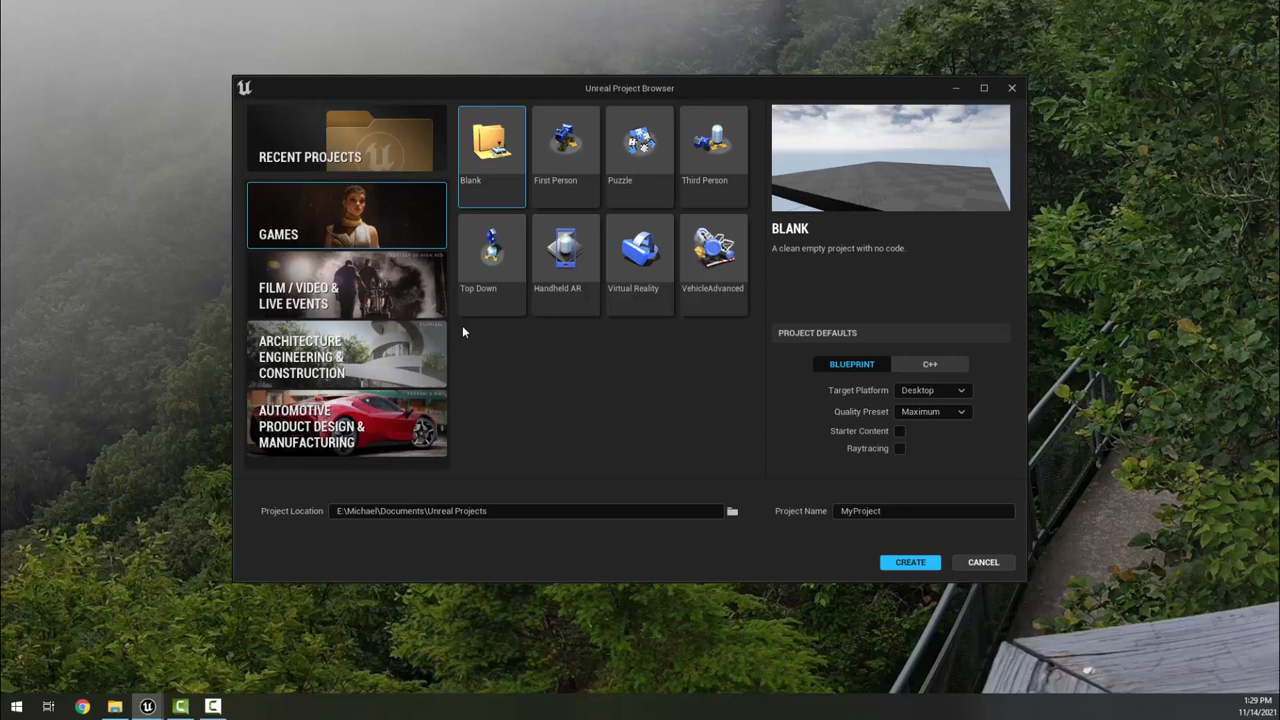 Unreal Project Browser
RECENT PROJECTS
GAMES
FILM / VIDEO &
LIVE EVENTS
ARCHITECTURE
ENGINEERING &
CONSTRUCTION
AUTOMOTIVE
PRODUCT DESIGN &
MANUFACTURING
Blank
First Person
Puzzle
Third Person
Top Down
Handheld AR
Virtual Reality
VehicleAdvanced
BLANK
A clean empty project with no code.
PROJECT DEFAULTS
BLUEPRINT
C++
Target Platform
Desktop
Quality Preset
Maximum
Starter Content
Raytracing
Project Location
E:\Michael\Documents\Unreal Projects
Project Name
MyProject
CREATE
CANCEL
1:29 PM
11/14/2021